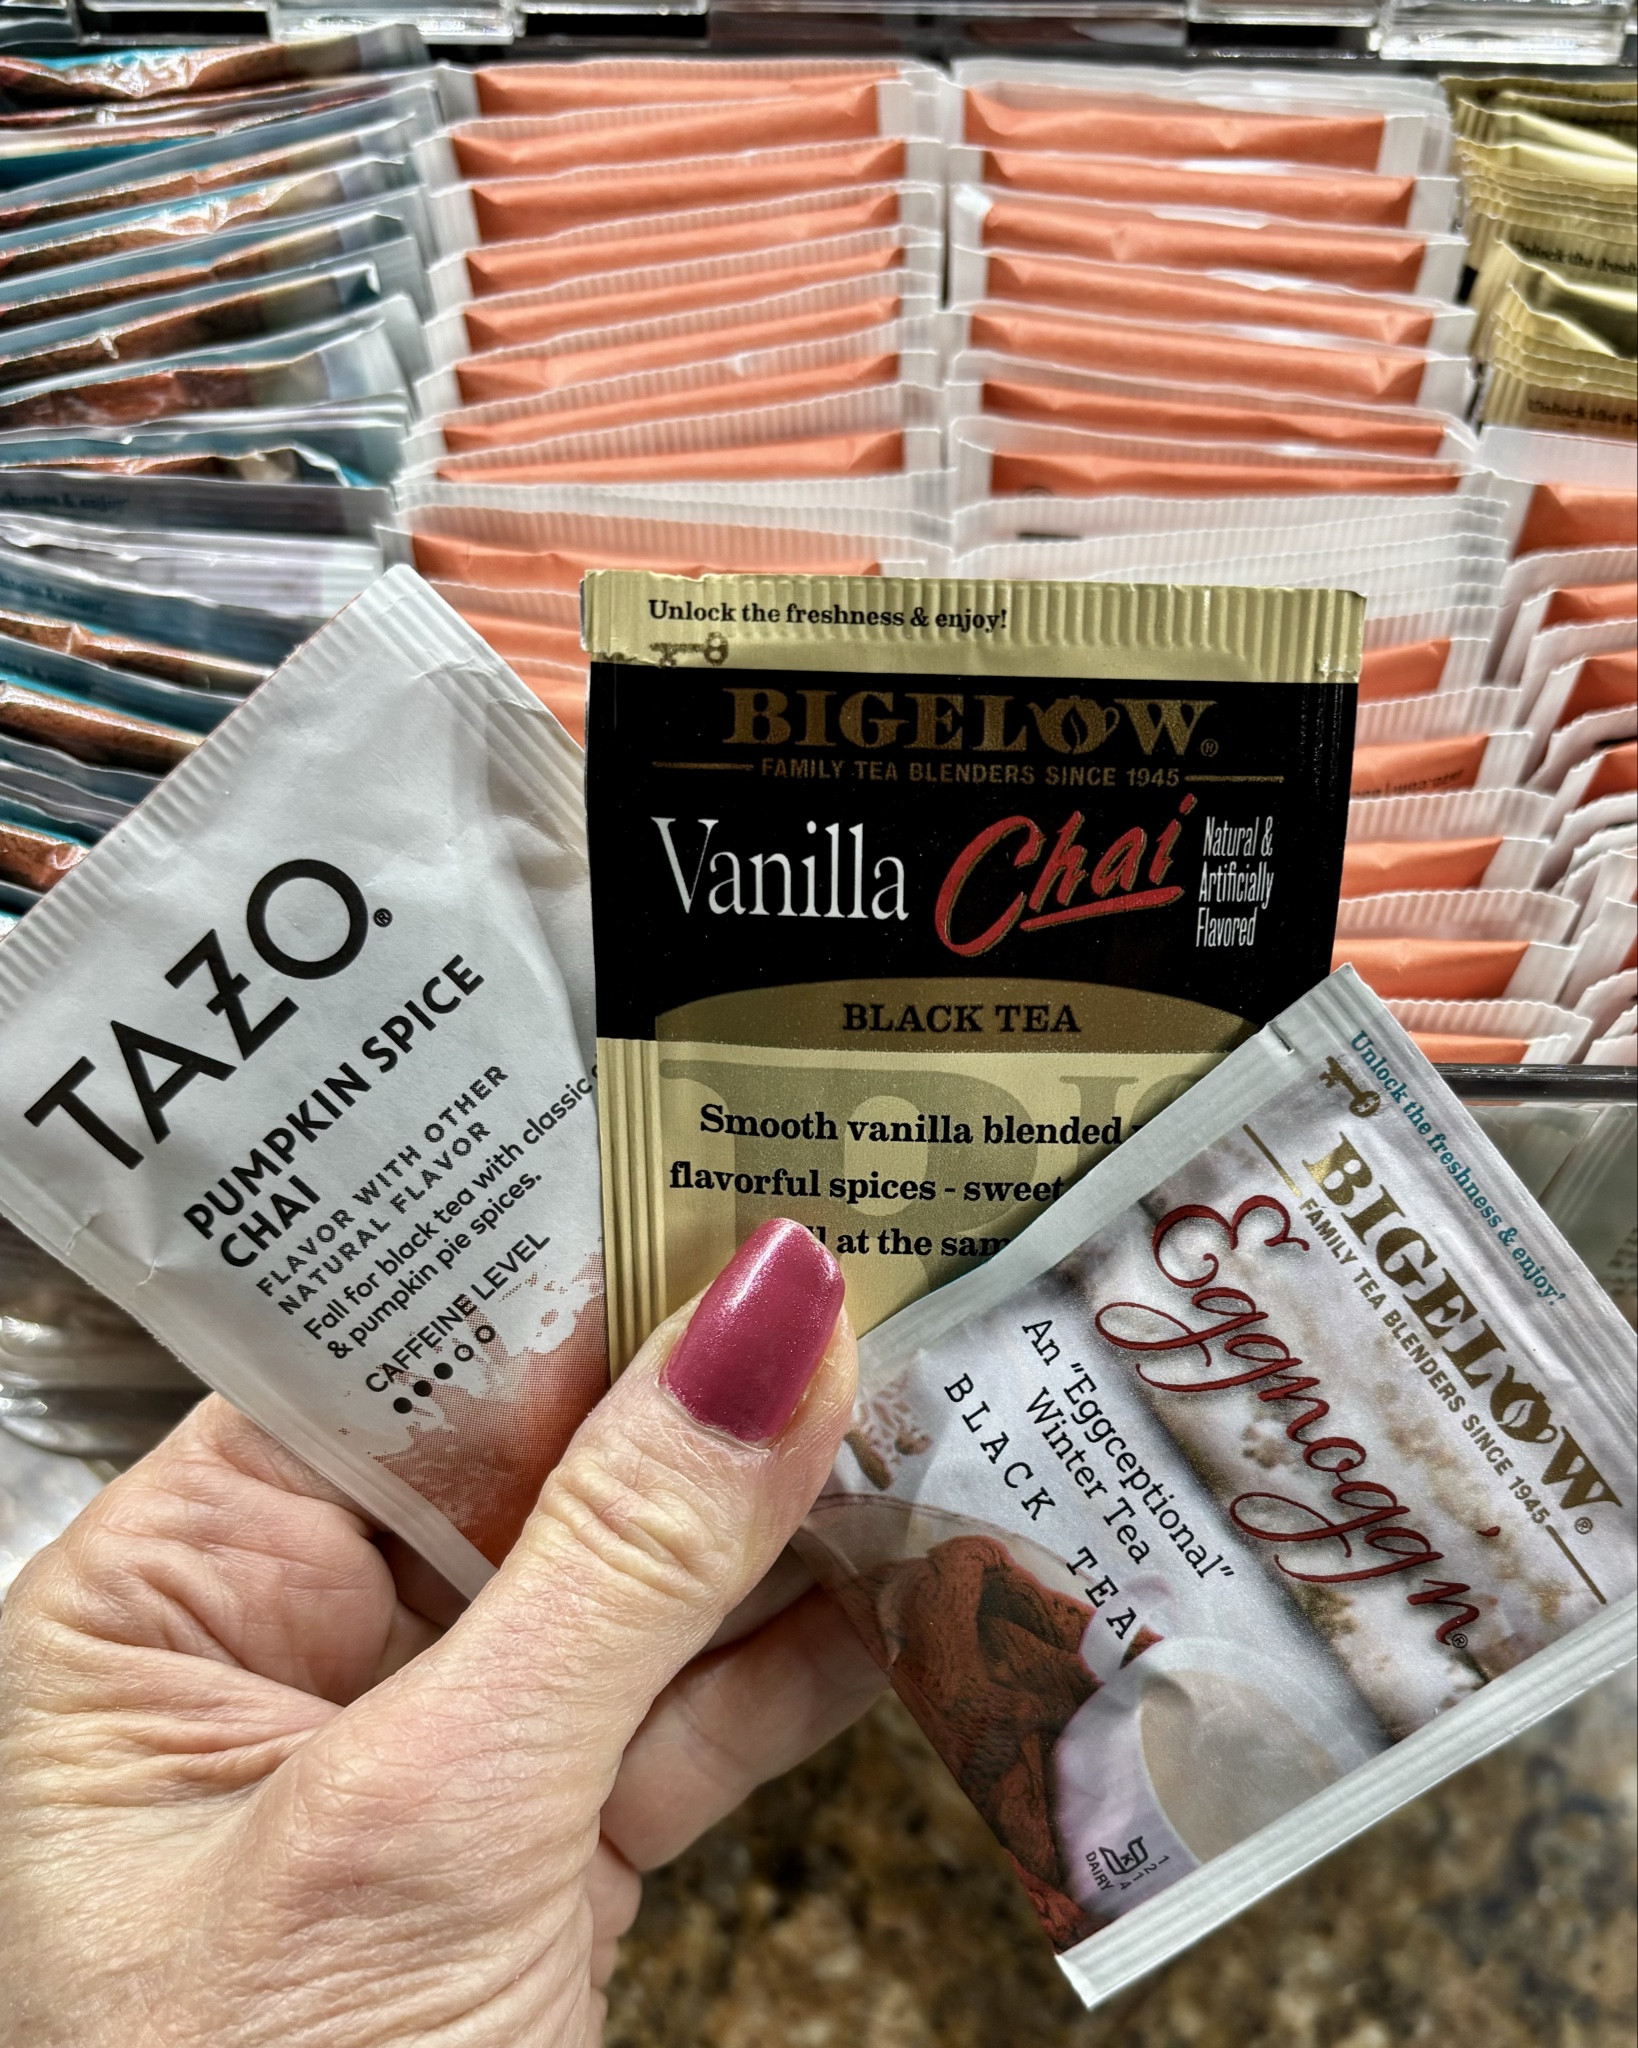 TAZO®
PUMPKIN SPICE
CHAI
FLAVOR WITH OTHER
NATURAL FLAVOR
Fall for black tea with classic
& pumpkin pie spices.
CAFFEINE LEVEL
Unlock the freshness & enjoy!
BIGELOW®
FAMILY TEA BLENDERS SINCE 1945
Vanilla Chai
Natural &
Artificially
Flavored
BLACK TEA
Smooth vanilla blended
flavorful spices - sweet
at the
Unlock the freshness & enjoy!
BIGELOW®
FAMILY TEA BLENDERS SINCE 1945
Eggnogg'n®
An "Eggceptional"
Winter Tea
BLACK TEA
K
DAIRY
1214